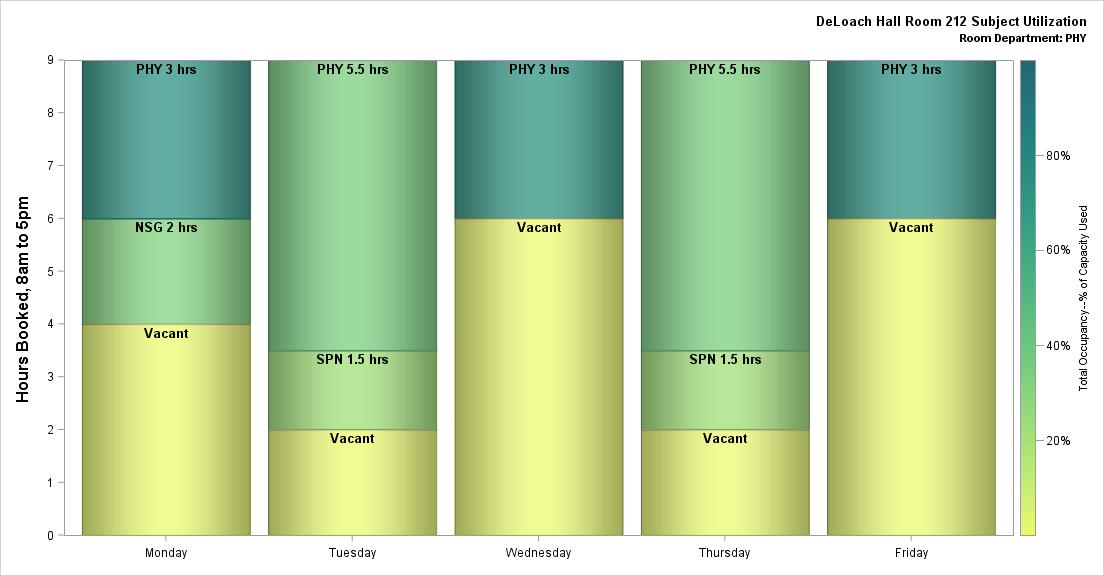 DeLoach Hall Room 212 Subject Utilization
Room Department: PHY
Hours Booked, 8am to 5pm
9
8
7
6
5
4
3
2
1
0
PHY 3 hrs
NSG 2 hrs
Vacant
PHY 5.5 hrs
SPN 1.5 hrs
Vacant
PHY 3 hrs
Vacant
PHY 5.5 hrs
SPN 1.5 hrs
Vacant
PHY 3 hrs
Vacant
Monday
Tuesday
Wednesday
Thursday
Friday
80%
60%
40%
20%
Total Occupancy--% of Capacity Used